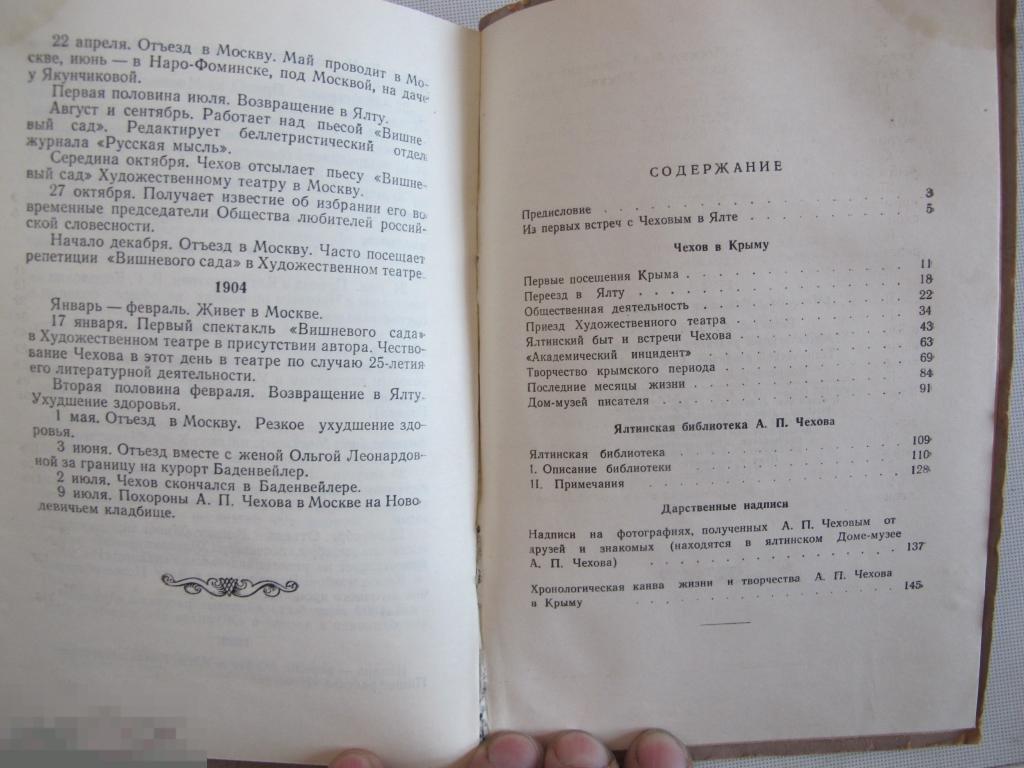 22 апреля. Отъезд в Москву. Май проводит в Мо-
скве, июнь — в Наро-Фоминске, под Москвой, на даче
у Якунчиковой.
Первая половина июля. Возвращение в Ялту.
Август и сентябрь. Работает над пьесой «Вишне-
вый сад». Редактирует беллетристический отдел
журнала «Русская мысль».
Середина октября. Чехов отсылает пьесу «Вишне-
вый сад» Художественному театру в Москву.
27 октября. Получает известие об избрании его во
временные председатели Общества любителей россий-
ской словесности.
Начало декабря. Отъезд в Москву. Часто посещает
репетиции «Вишневого сада» в Художественном театре.
1904
Январь — февраль. Живет в Москве.
17 января. Первый спектакль «Вишневого сада»
в Художественном театре в присутствии автора. Чество-
вание Чехова в этот день в театре по случаю 25-летия
его литературной деятельности.
Вторая половина февраля. Возвращение в Ялту.
Ухудшение здоровья.
1 мая. Отъезд в Москву. Резкое ухудшение здо-
ровья.
3 июня. Отъезд вместе с женой Ольгой Леонардов-
ной за границу на курорт Баденвейлер.
2 июля. Чехов скончался в Баденвейлере.
9 июля. Похороны А. П. Чехова в Москве на Ново-
девичьем кладбище.
СОДЕРЖАНИЕ
Предисловие . . . . . . . . 3
Из первых встреч с Чеховым в Ялте . . . . . . 5
Чехов в Крыму
Первые посещения Крыма . . . . . . . . 11
Переезд в Ялту . . . . . . . . 18
Общественная деятельность . . . . . . . . 22
Приезд Художественного театра . . . . . . . 34
Ялтинский быт и встречи Чехова . . . . . . . 43
«Академический инцидент» . . . . . . . . 63
Творчество крымского периода . . . . . . . 69
Последние месяцы жизни . . . . . . . . 84
Дом-музей писателя . . . . . . . . 91
Ялтинская библиотека А. П. Чехова
Ялтинская библиотека . . . . . . . . 109
I. Описание библиотеки . . . . . . . . 110
II. Примечания . . . . . . . . 128
Дарственные надписи
Надписи на фотографиях, полученных А. П. Чеховым от
друзей и знакомых (находятся в ялтинском Доме-музее
А. П. Чехова) . . . . . . . . 137
Хронологическая канва жизни и творчества А. П. Чехова
в Крыму . . . . . . . . 145